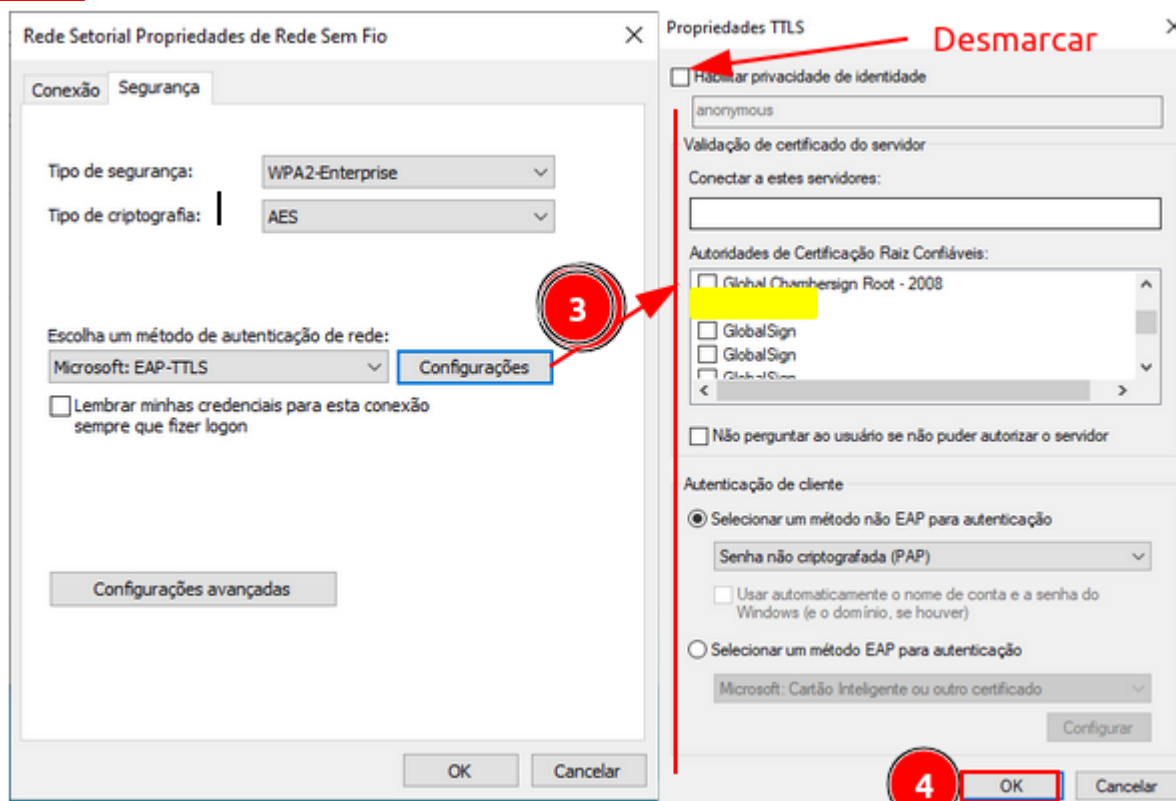 Rede Setorial Propriedades de Rede Sem Fio
Conexão Segurança
Tipo de segurança: WPA2-Enterprise
Tipo de criptografia: AES
Escolha um método de autenticação de rede:
Microsoft: EAP-TTLS Configurações
Lembrar minhas credenciais para esta conexão
sempre que fizer logon
Configurações avançadas
OK Cancelar
3
Propriedades TTLS
Desmarcar
Habilitar privacidade de identidade
anonymous
Validação de certificado do servidor
Conectar a estes servidores:
Autoridades de Certificação Raiz Confiáveis:
Global Chambersign Root - 2008
GlobalSign
GlobalSign
GlobalSign
Não perguntar ao usuário se não puder autorizar o servidor
Autenticação de cliente
Selecionar um método não EAP para autenticação
Senha não criptografada (PAP)
Usar automaticamente o nome de conta e a senha do
Windows (e o domínio, se houver)
Selecionar um método EAP para autenticação
Microsoft: Cartão Inteligente ou outro certificado
Configurar
4 OK Cancelar